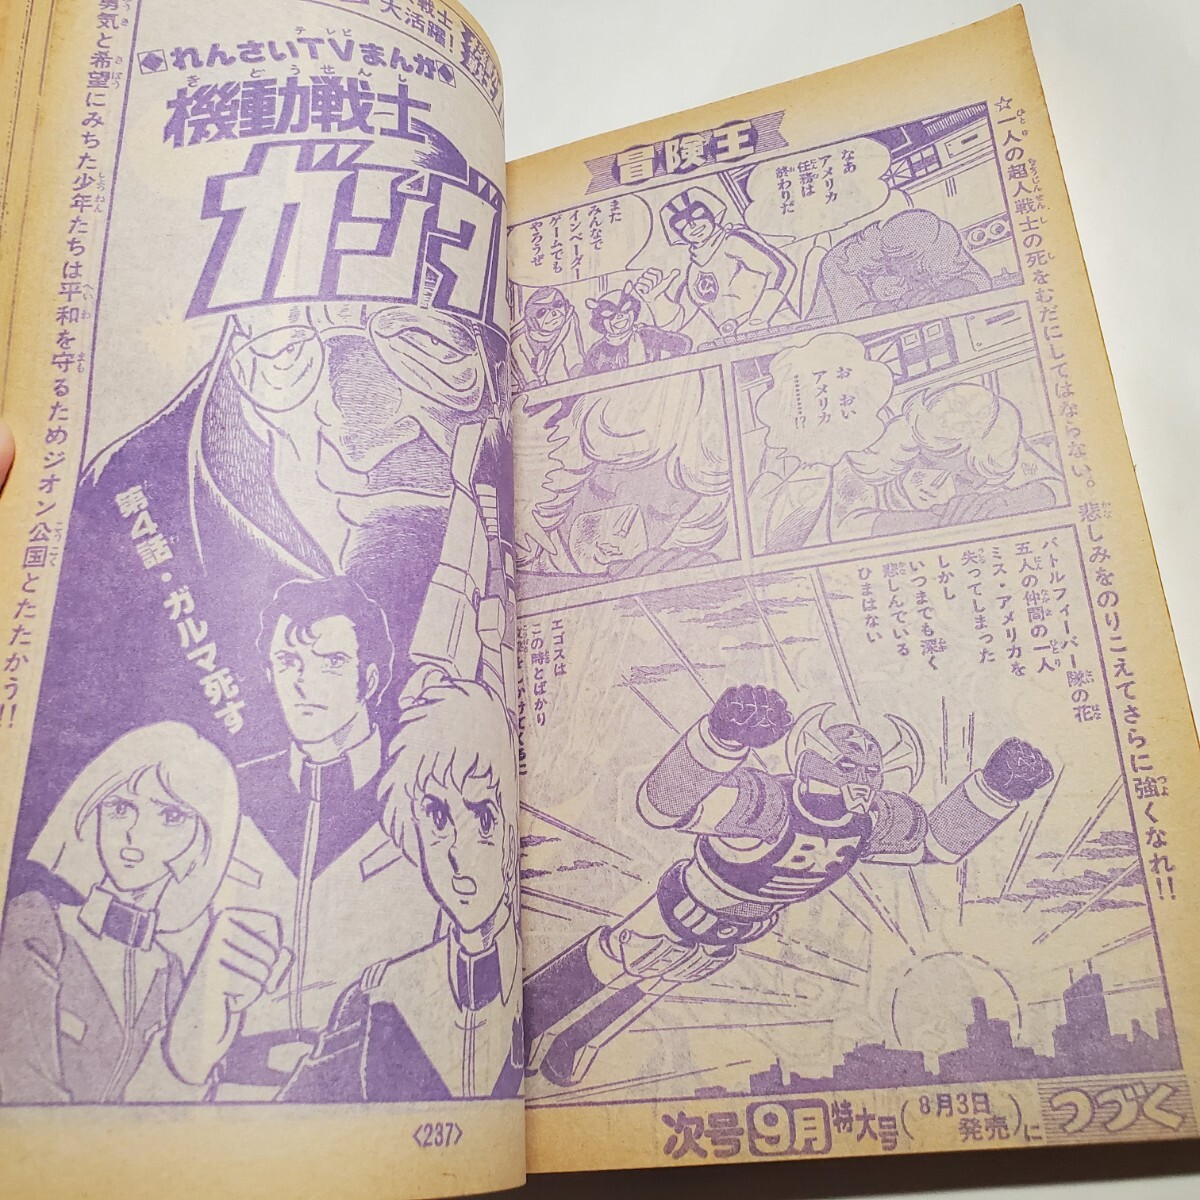 冒険王
☆一人の超人戦士の死をむだにしてはならない。悲しみをのりこえてさらに強くなれ!!
なあ
アメリカ
任務は
終わりだ
また
みんなで
インベーダー
ゲームでも
やろうぜ
お おい
アメリカ
………!?
バトルフィーバー隊の花
五人の仲間の一人
ミス・アメリカを
失ってしまった
しかし
いつまでも深く
悲しんでいる
ひまはない
エゴスは
この時とばかり
BF
次号9月特大号(8月3日発売)に
つづく
戦士
大活躍!
れんさいTVまんが
機動戦士
ガンダ
勇気と希望にみちた少年たちは平和を守るためジオン公国とたたかう!!
第4話・ガルマ死す
<237>